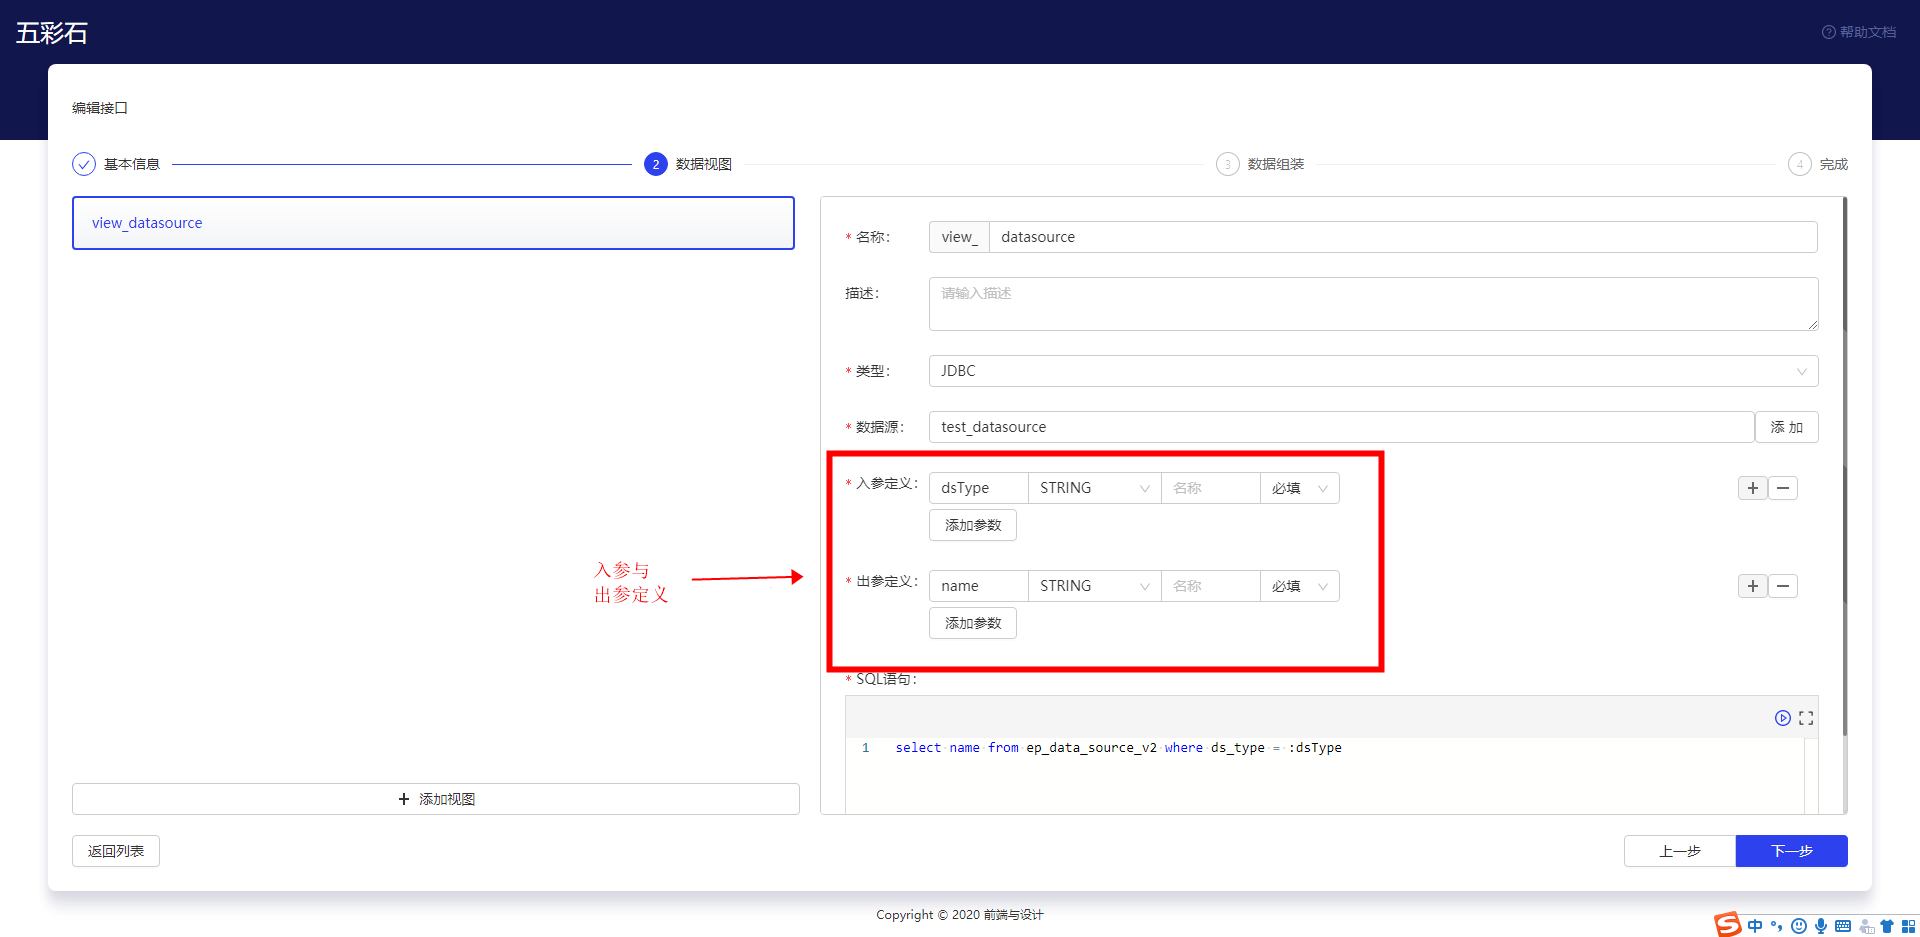 五彩石
帮助文档
编辑接口
基本信息
2 数据视图
3 数据组装
4 完成
view_datasource
* 名称: view_ datasource
描述: 请输入描述
* 类型: JDBC
* 数据源: test_datasource 添 加
* 入参定义: dsType STRING 名称 必填
添加参数
入参与
出参定义
* 出参定义: name STRING 名称 必填
添加参数
* SQL语句:
1 select name from ep_data_source_v2 where ds_type = :dsType
+ 添加视图
返回列表
上一步
下一步
Copyright © 2020 前端与设计
中